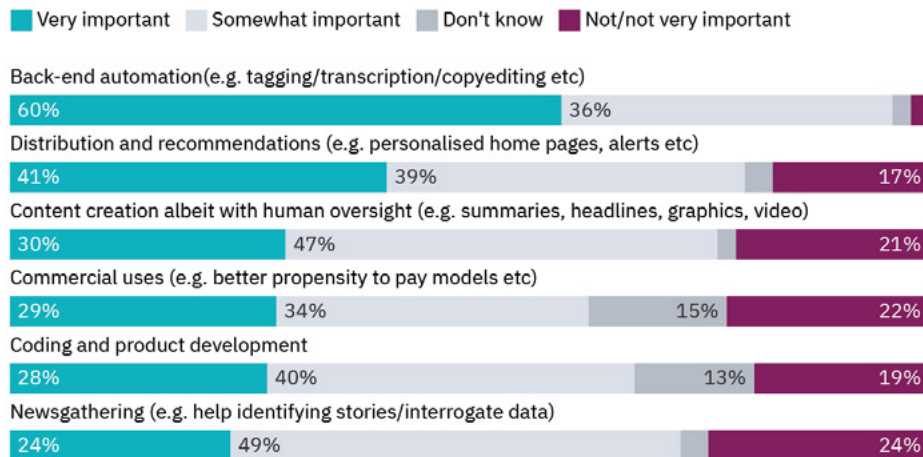 Very important Somewhat important Don't know Not/not very important
Back-end automation(e.g. tagging/transcription/copyediting etc)
60% 36%
Distribution and recommendations (e.g. personalised home pages, alerts etc)
41% 39% 17%
Content creation albeit with human oversight (e.g. summaries, headlines, graphics, video)
30% 47% 21%
Commercial uses (e.g. better propensity to pay models etc)
29% 34% 15% 22%
Coding and product development
28% 40% 13% 19%
Newsgathering (e.g. help identifying stories/interrogate data)
24% 49% 24%